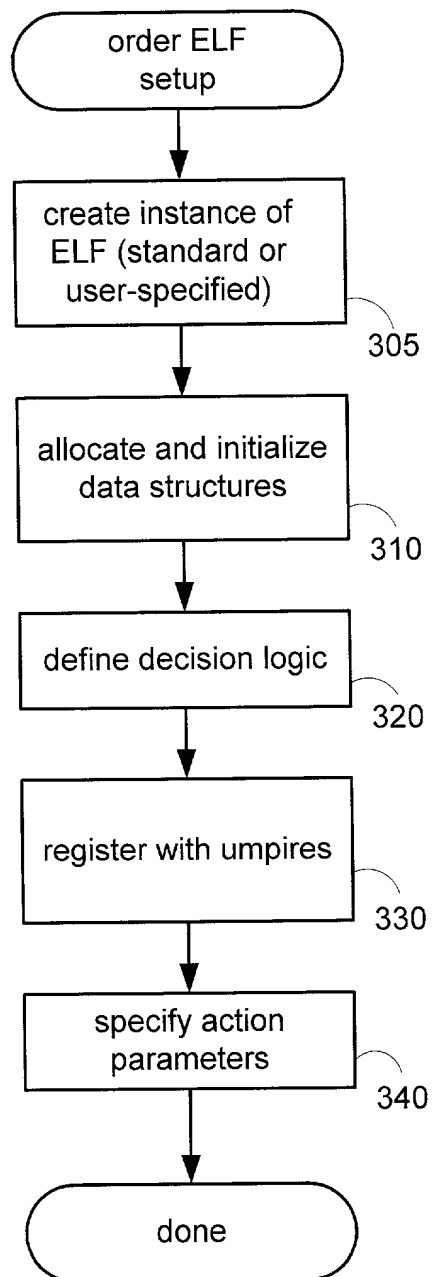 order ELF
setup
create instance of
ELF (standard or
user-specified)
305
allocate and initialize
data structures
310
define decision logic
320
register with umpires
330
specify action
parameters
340
done